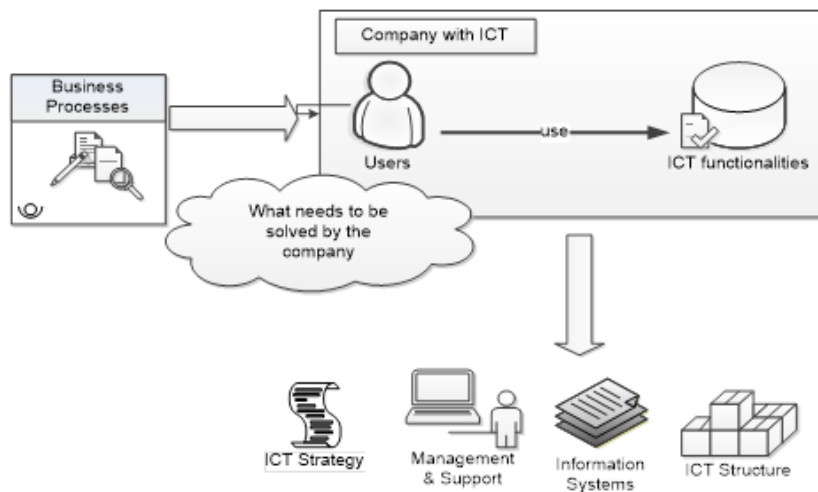 Company with ICT
Business
Processes
Users
use
ICT functionalities
What needs to be
solved by the
company
ICT Strategy
Management
& Support
Information
Systems
ICT Structure